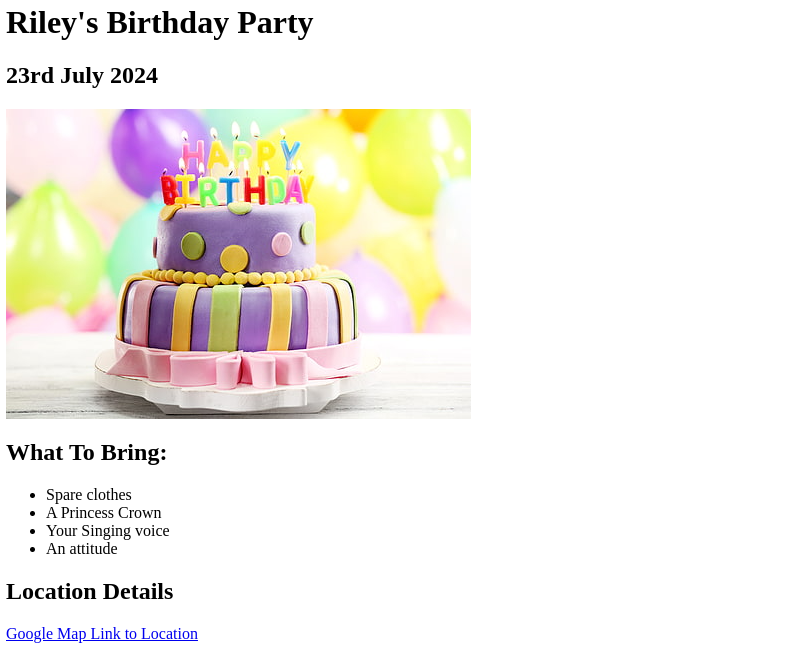 Riley's Birthday Party
23rd July 2024
HAPPY
BIRTHDAY
What To Bring:
Spare clothes
A Princess Crown
Your Singing voice
An attitude
Location Details
Google Map Link to Location